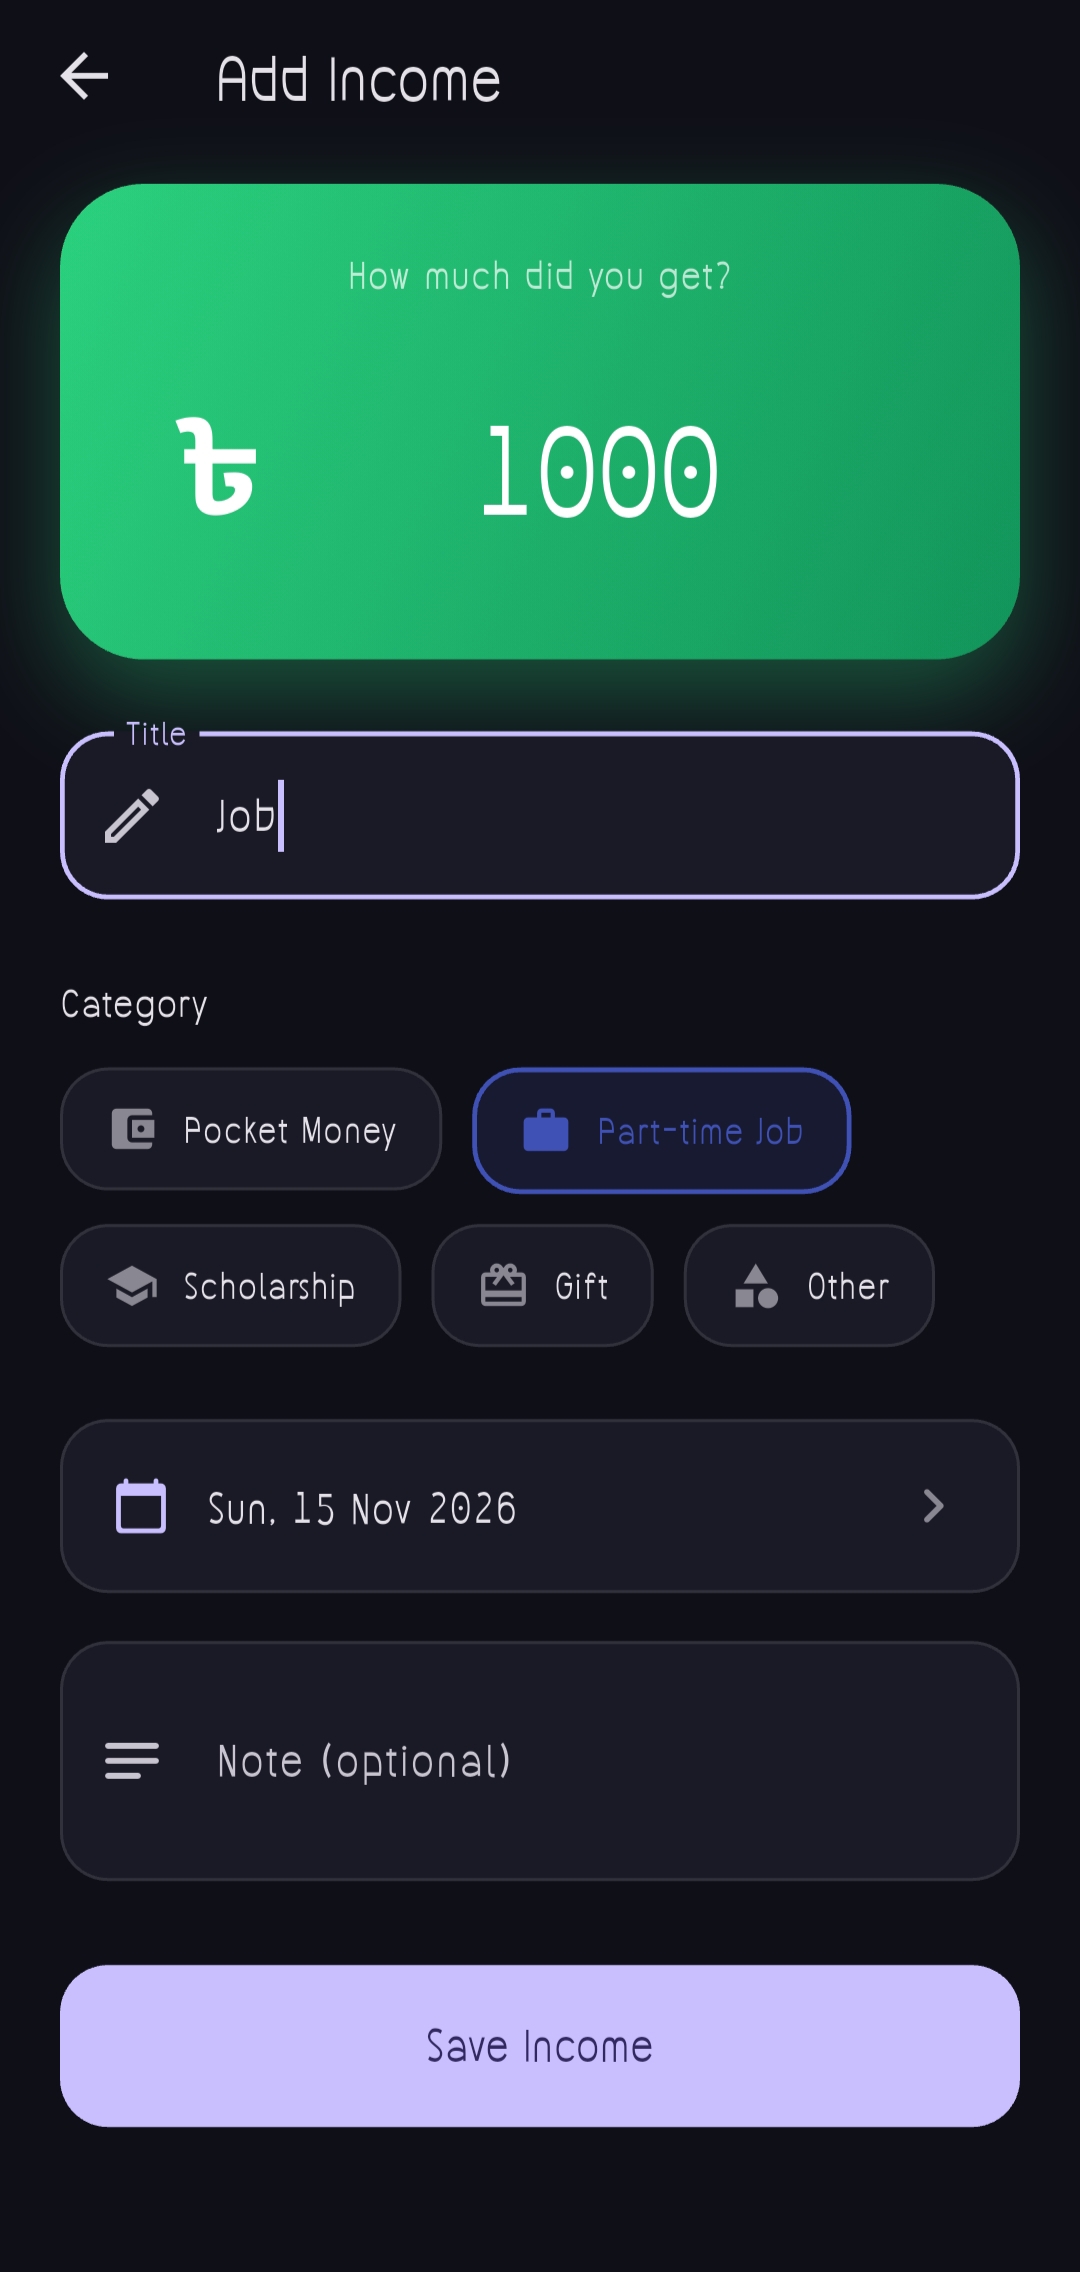 Add Income
How much did you get?
৳ 1000
Title
Job
Category
Pocket Money Part-time Job
Scholarship Gift Other
Sun, 15 Nov 2026
Note (optional)
Save Income